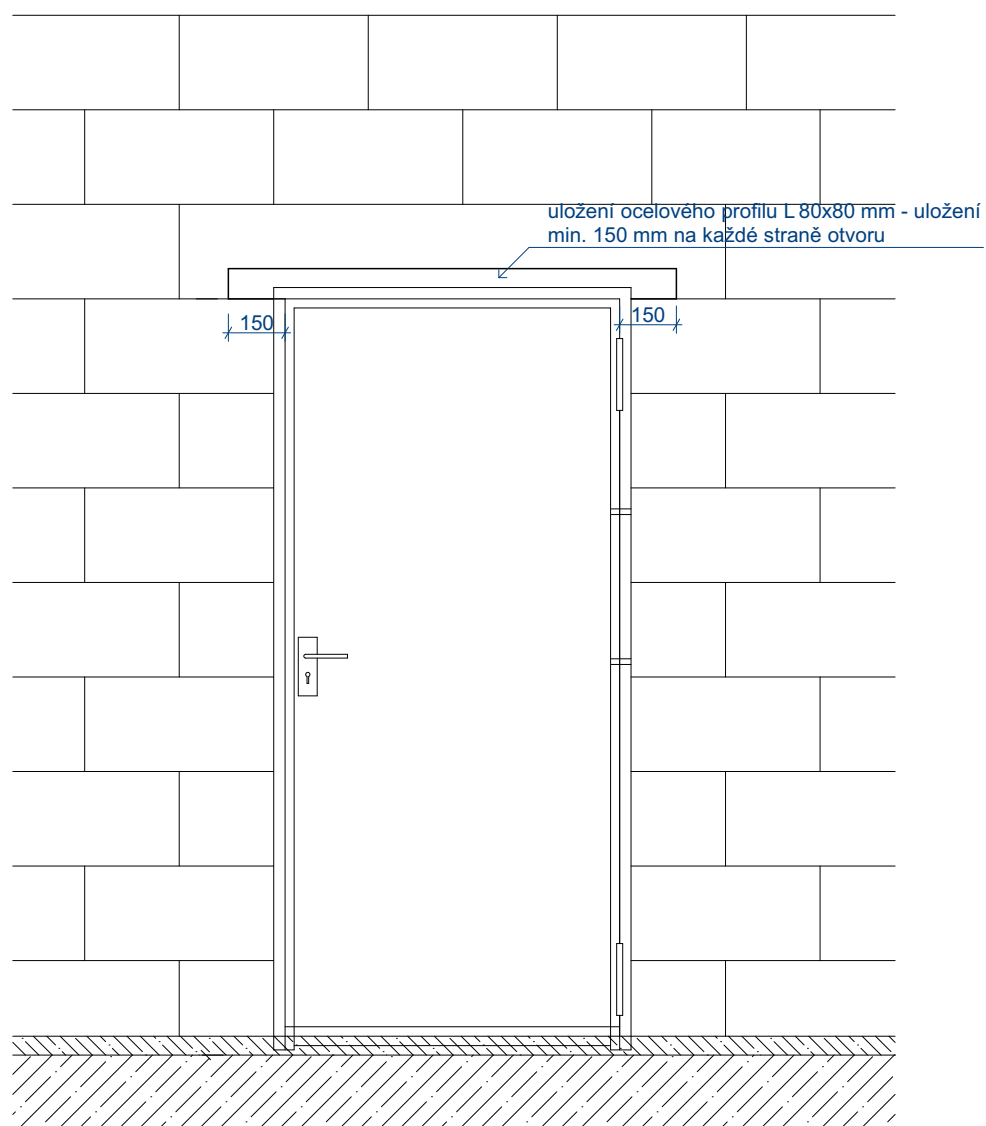 uložení ocelového profilu L 80x80 mm - uložení
min. 150 mm na každé straně otvoru
150
150